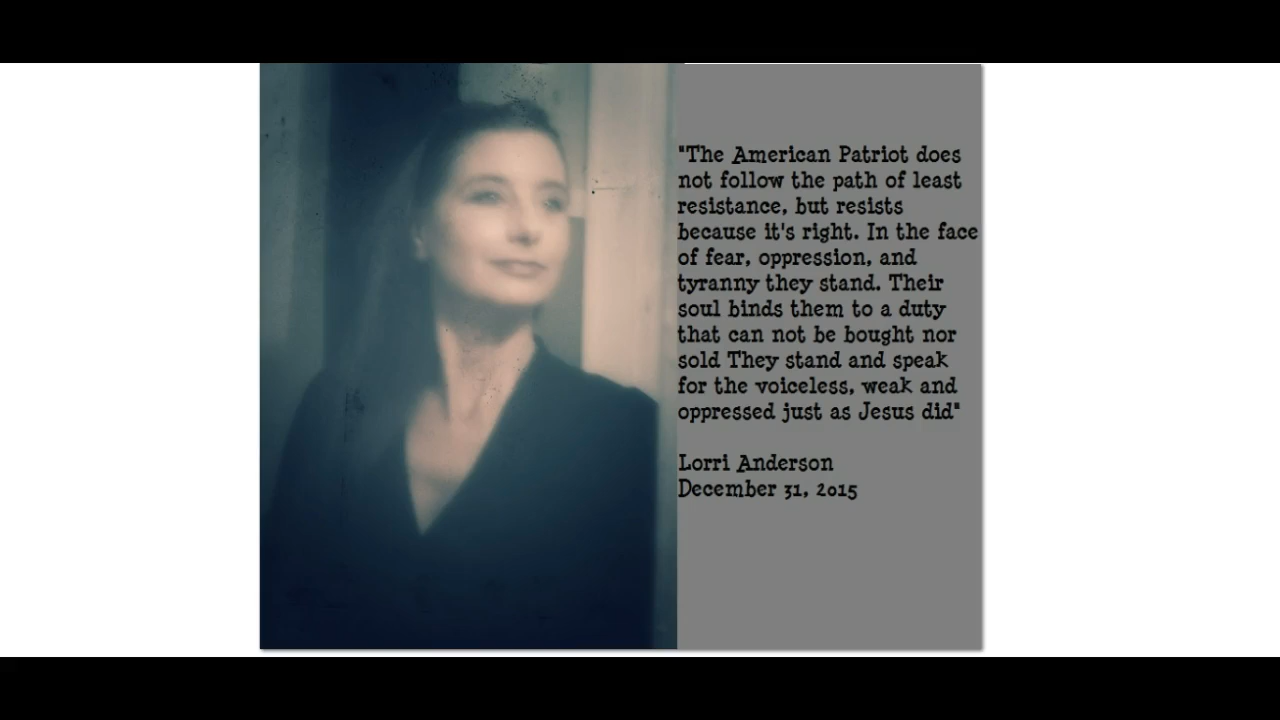 "The American Patriot does
not follow the path of least
resistance, but resists
because it's right. In the face
of fear, oppression, and
tyranny they stand. Their
soul binds them to a duty
that can not be bought nor
sold They stand and speak
for the voiceless, weak and
oppressed just as Jesus did"
Lorri Anderson
December 31, 2015